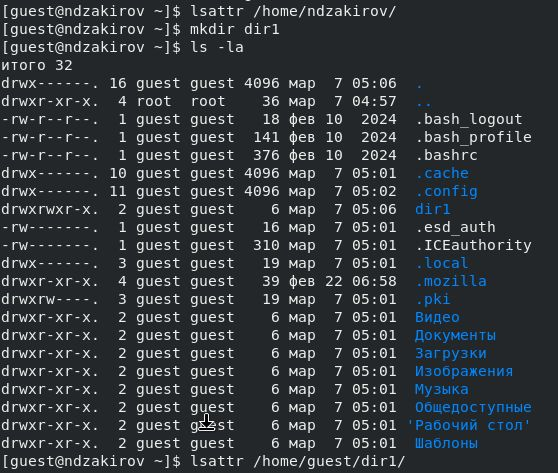 [guest@ndzakirov ~]$ lsattr /home/ndzakirov/
[guest@ndzakirov ~]$ mkdir dir1
[guest@ndzakirov ~]$ ls -la
итого 32
drwx------. 16 guest guest 4096 мар  7 05:06  .
drwxr-xr-x.  4 root  root    36 мар  7 04:57  ..
-rw-r--r--.  1 guest guest   18 фев 10  2024  .bash_logout
-rw-r--r--.  1 guest guest  141 фев 10  2024  .bash_profile
-rw-r--r--.  1 guest guest  376 фев 10  2024  .bashrc
drwx------. 10 guest guest 4096 мар  7 05:01  .cache
drwx------. 11 guest guest 4096 мар  7 05:02  .config
drwxrwxr-x.  2 guest guest    6 мар  7 05:06  dir1
-rw-------.  1 guest guest   16 мар  7 05:01  .esd_auth
-rw-------.  1 guest guest  310 мар  7 05:01  .ICEauthority
drwx------.  3 guest guest   19 мар  7 05:01  .local
drwxr-xr-x.  4 guest guest   39 фев 22 06:58  .mozilla
drwxrw----.  3 guest guest   19 мар  7 05:01  .pki
drwxr-xr-x.  2 guest guest    6 мар  7 05:01  Видео
drwxr-xr-x.  2 guest guest    6 мар  7 05:01  Документы
drwxr-xr-x.  2 guest guest    6 мар  7 05:01  Загрузки
drwxr-xr-x.  2 guest guest    6 мар  7 05:01  Изображения
drwxr-xr-x.  2 guest guest    6 мар  7 05:01  Музыка
drwxr-xr-x.  2 guest guest    6 мар  7 05:01  Общедоступные
drwxr-xr-x.  2 guest guest    6 мар  7 05:01 'Рабочий стол'
drwxr-xr-x.  2 guest guest    6 мар  7 05:01  Шаблоны
[guest@ndzakirov ~]$ lsattr /home/guest/dir1/